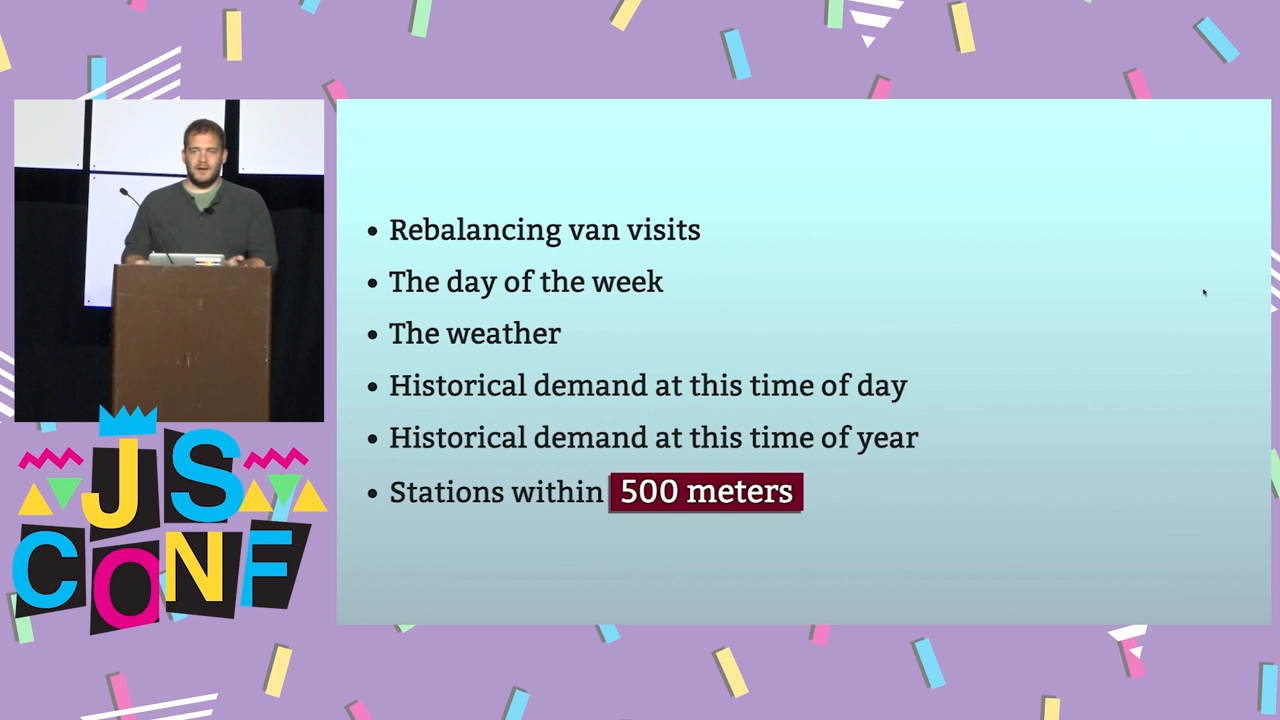 Rebalancing van visits
The day of the week
The weather
Historical demand at this time of day
Historical demand at this time of year
Stations within 500 meters
JS
CONF